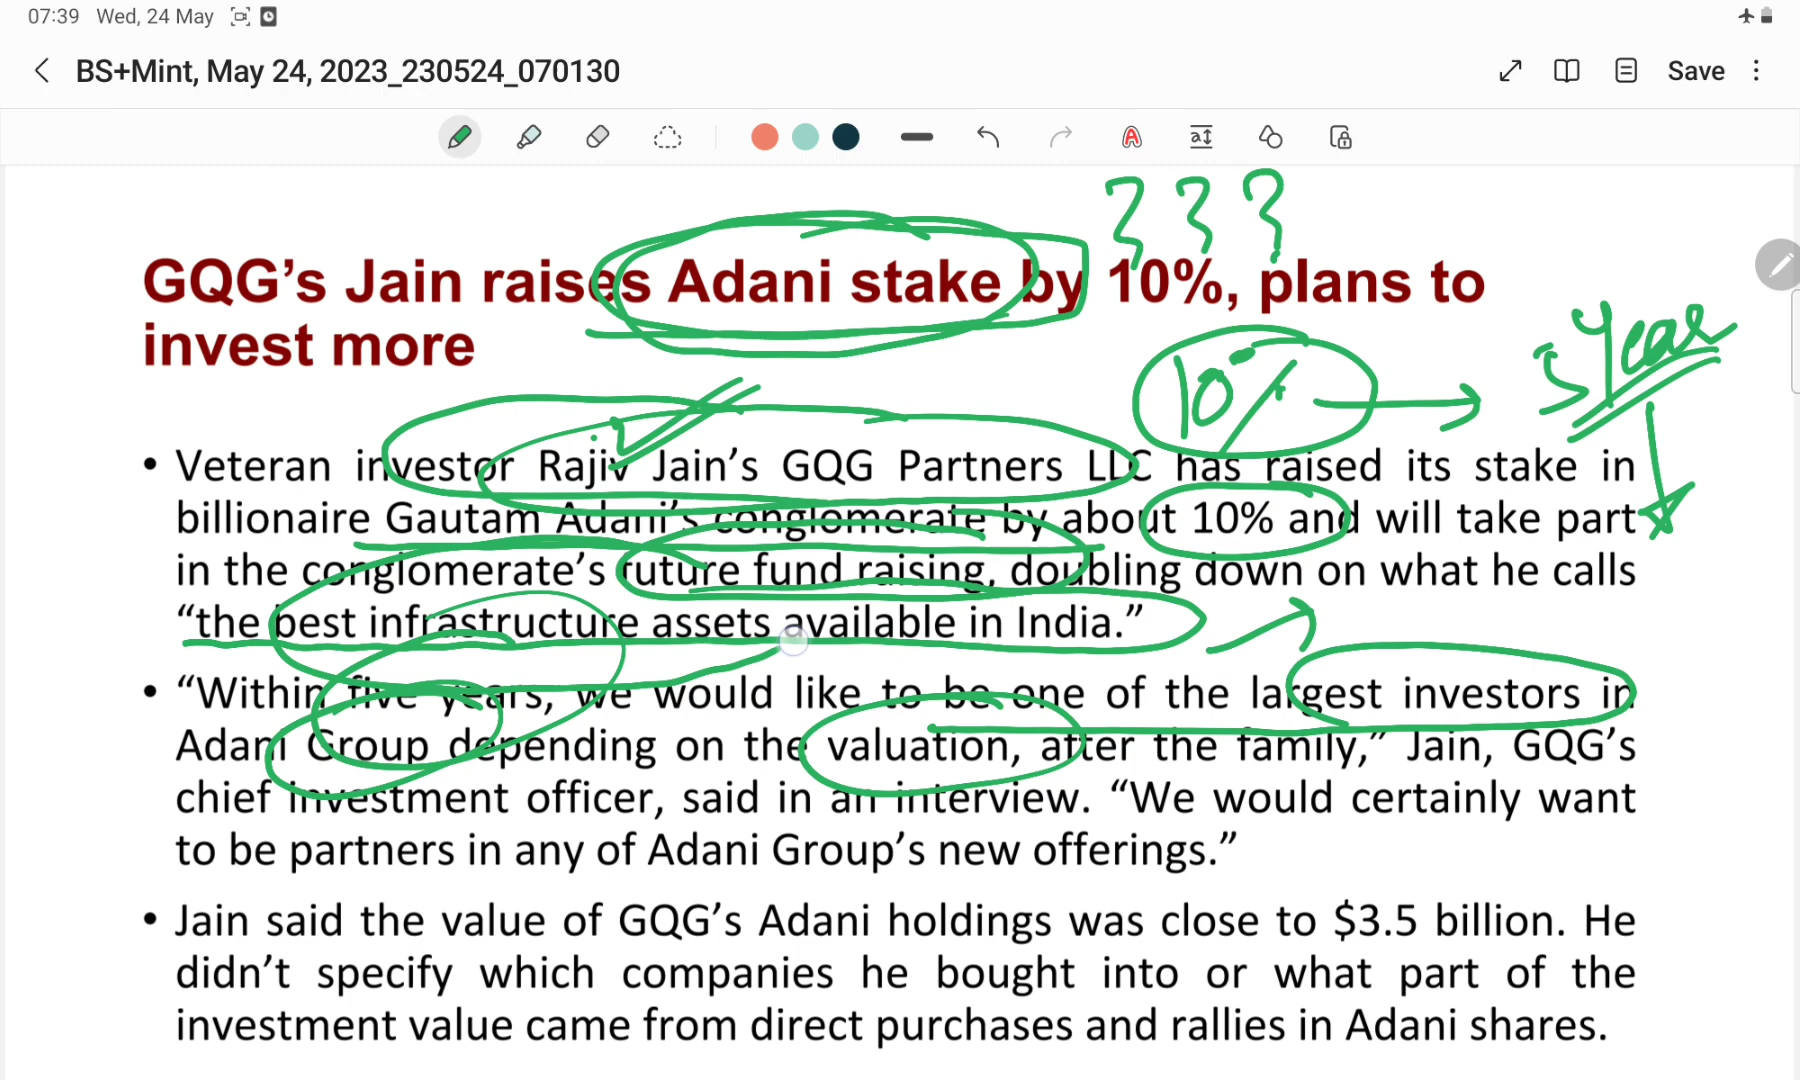 07:39 Wed, 24 May
BS+Mint, May 24, 2023_230524_070130
Save
? ? ?
GQG’s Jain raises Adani stake by 10%, plans to
invest more
10% → 5 year
• Veteran investor Rajiv Jain’s GQG Partners LLC has raised its stake in
billionaire Gautam Adani’s conglomerate by about 10% and will take part
in the conglomerate’s future fund raising, doubling down on what he calls
“the best infrastructure assets available in India.”
• “Within five years, we would like to be one of the largest investors in
Adani Group depending on the valuation, after the family,” Jain, GQG’s
chief investment officer, said in an interview. “We would certainly want
to be partners in any of Adani Group’s new offerings.”
• Jain said the value of GQG’s Adani holdings was close to $3.5 billion. He
didn’t specify which companies he bought into or what part of the
investment value came from direct purchases and rallies in Adani shares.